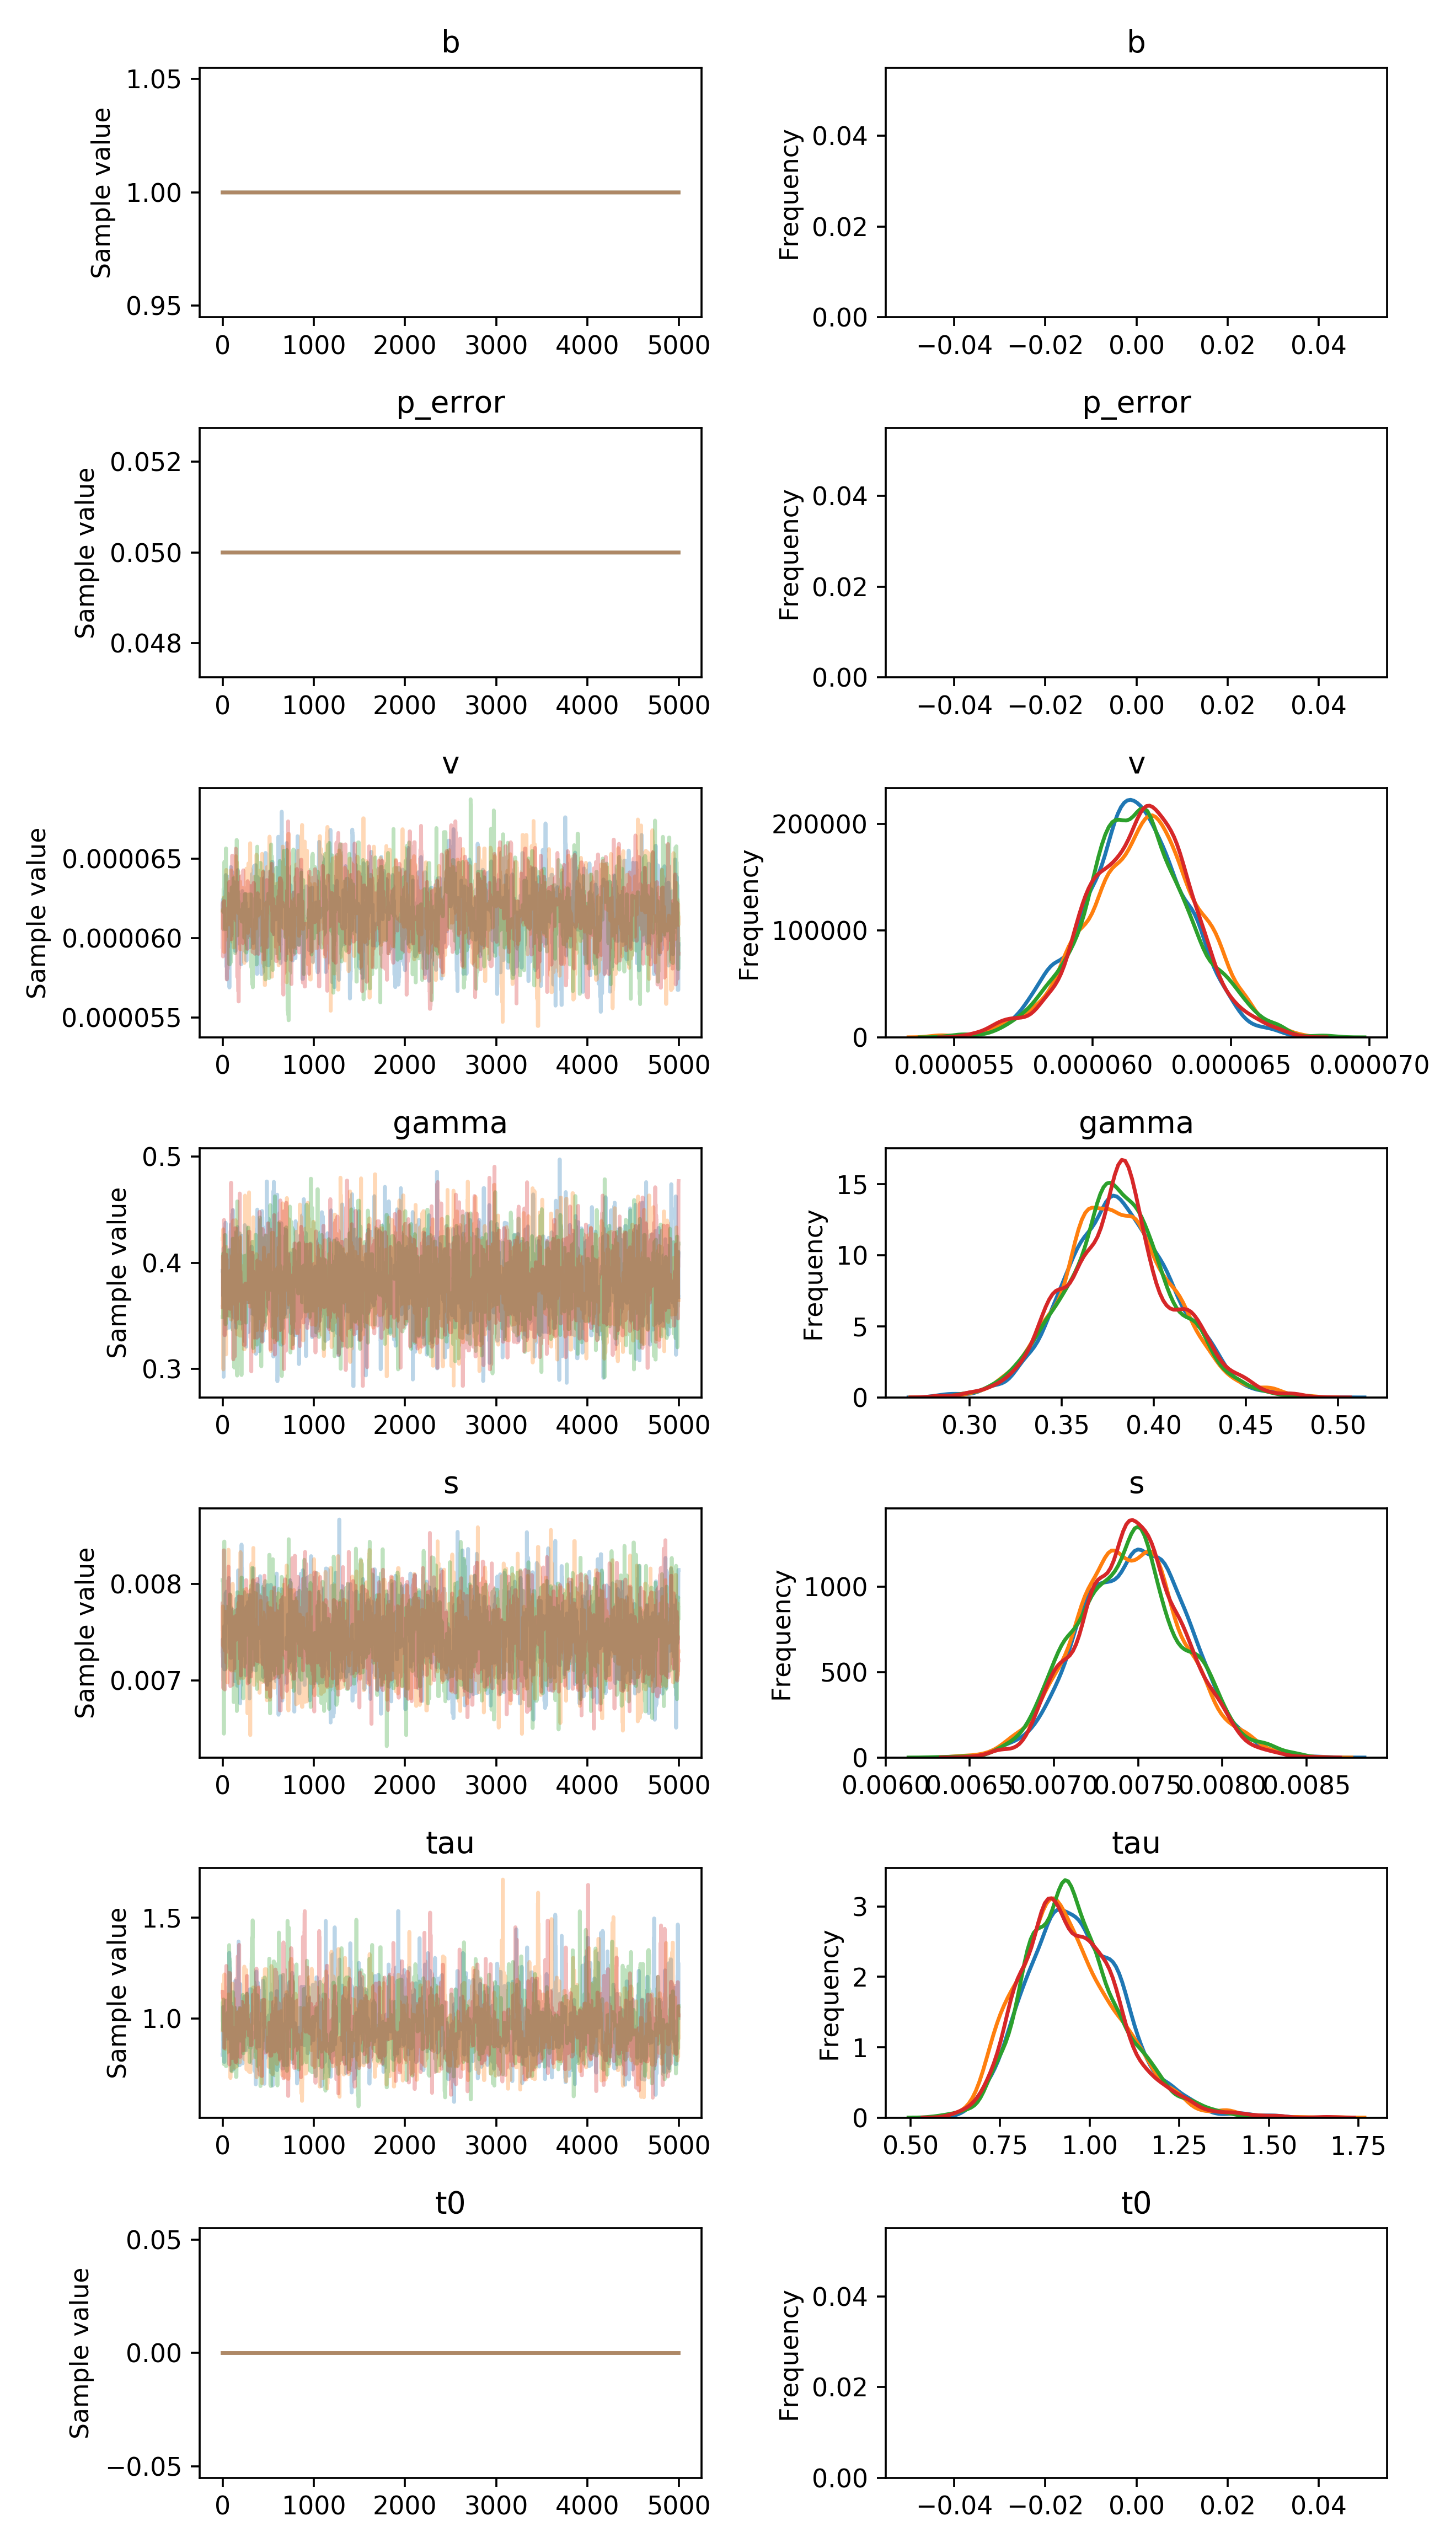 b
b
Sample value
1.05
1.00
0.95
0 1000 2000 3000 4000 5000
Frequency
0.04
0.02
0.00
−0.04 −0.02 0.00 0.02 0.04
p_error
p_error
Sample value
0.052
0.050
0.048
0 1000 2000 3000 4000 5000
Frequency
0.04
0.02
0.00
−0.04 −0.02 0.00 0.02 0.04
v
v
Sample value
0.000065
0.000060
0.000055
0 1000 2000 3000 4000 5000
Frequency
200000
100000
0
0.000055 0.000060 0.000065 0.000070
gamma
gamma
Sample value
0.5
0.4
0.3
0 1000 2000 3000 4000 5000
Frequency
15
10
5
0
0.30 0.35 0.40 0.45 0.50
s
s
Sample value
0.008
0.007
0 1000 2000 3000 4000 5000
Frequency
1000
500
0
0.0060 0.0065 0.0070 0.0075 0.0080 0.0085
tau
tau
Sample value
1.5
1.0
0 1000 2000 3000 4000 5000
Frequency
3
2
1
0
0.50 0.75 1.00 1.25 1.50 1.75
t0
t0
Sample value
0.05
0.00
−0.05
0 1000 2000 3000 4000 5000
Frequency
0.04
0.02
0.00
−0.04 −0.02 0.00 0.02 0.04